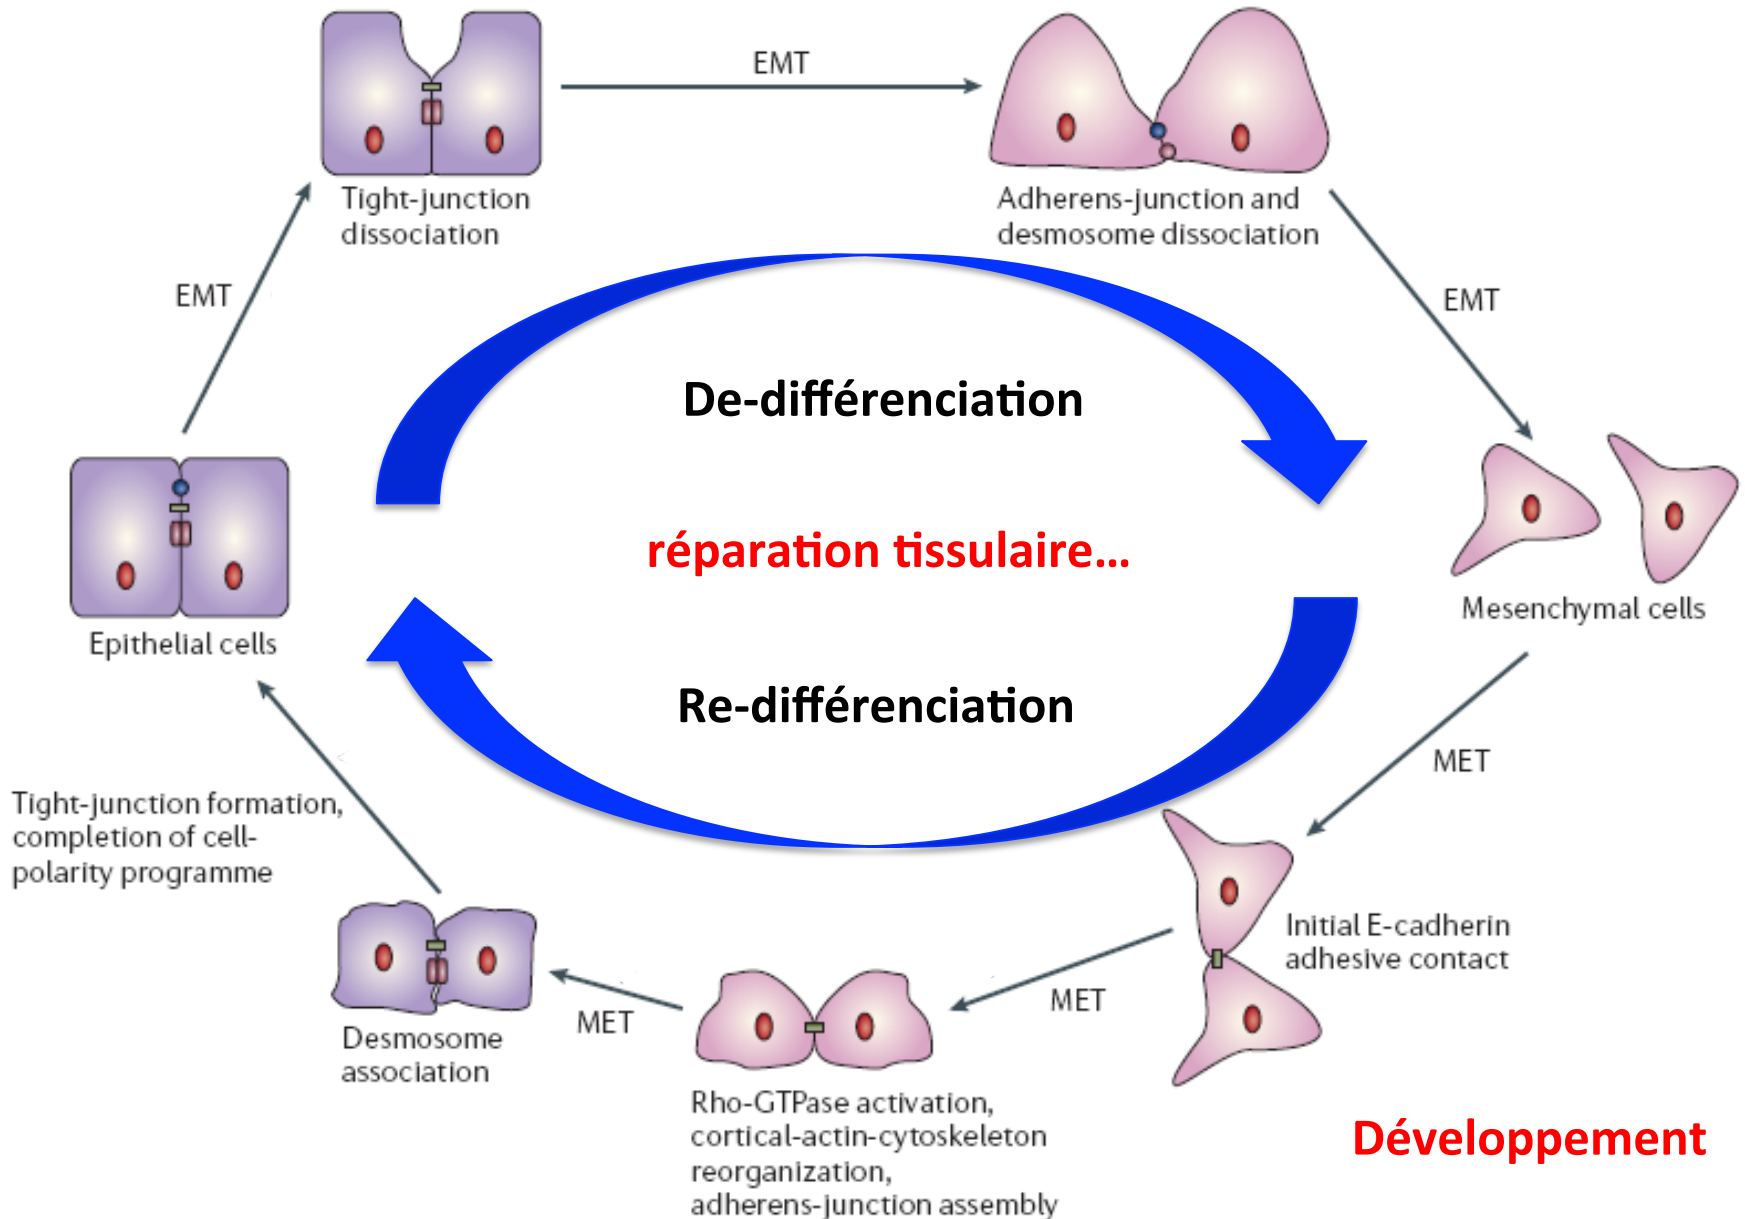 EMT
Tight-junction
dissociation
Adherens-junction and
desmosome dissociation
EMT
EMT
De-différenciation
réparation tissulaire...
Mesenchymal cells
Epithelial cells
Re-différenciation
MET
Tight-junction formation,
completion of cell-
polarity programme
Initial E-cadherin
adhesive contact
MET
MET
Desmosome
association
Rho-GTPase activation,
cortical-actin-cytoskeleton
reorganization,
adherens-junction assembly
Développement